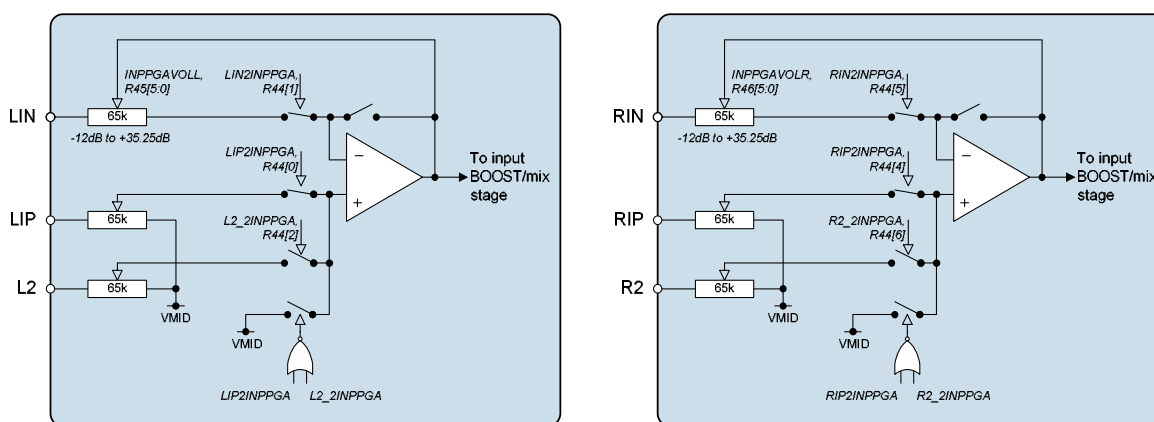 INPPGAVOLL,
R45[5:0]
LIN2INPPGA,
R44[1]
LIN
65k
-12dB to +35.25dB
LIP2INPPGA,
R44[0]
−
+
To input
BOOST/mix
stage
LIP
65k
L2_2INPPGA,
R44[2]
L2
65k
VMID
VMID
LIP2INPPGA
L2_2INPPGA
INPPGAVOLR,
R46[5:0]
RIN2INPPGA,
R44[5]
RIN
65k
-12dB to +35.25dB
RIP2INPPGA,
R44[4]
−
+
To input
BOOST/mix
stage
RIP
65k
R2_2INPPGA,
R44[6]
R2
65k
VMID
VMID
RIP2INPPGA
R2_2INPPGA